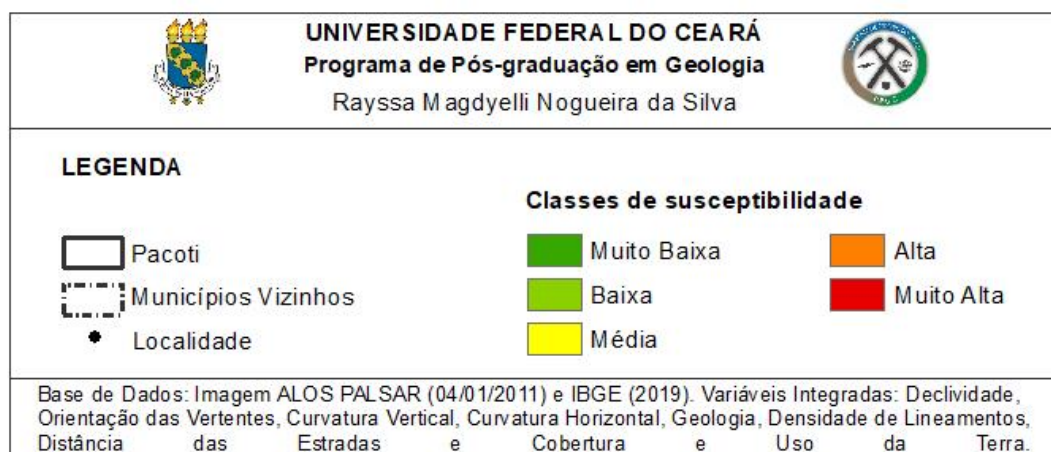 UNIVERSIDADE FEDERAL DO CEARÁ
Programa de Pós-graduação em Geologia
Rayssa Magdyelli Nogueira da Silva
LEGENDA
Pacoti
Municípios Vizinhos
Localidade
Classes de susceptibilidade
Muito Baixa
Baixa
Média
Alta
Muito Alta
Base de Dados: Imagem ALOS PALSAR (04/01/2011) e IBGE (2019). Variáveis Integradas: Declividade,
Orientação das Vertentes, Curvatura Vertical, Curvatura Horizontal, Geologia, Densidade de Lineamentos,
Distância das Estradas e Cobertura e Uso da Terra.